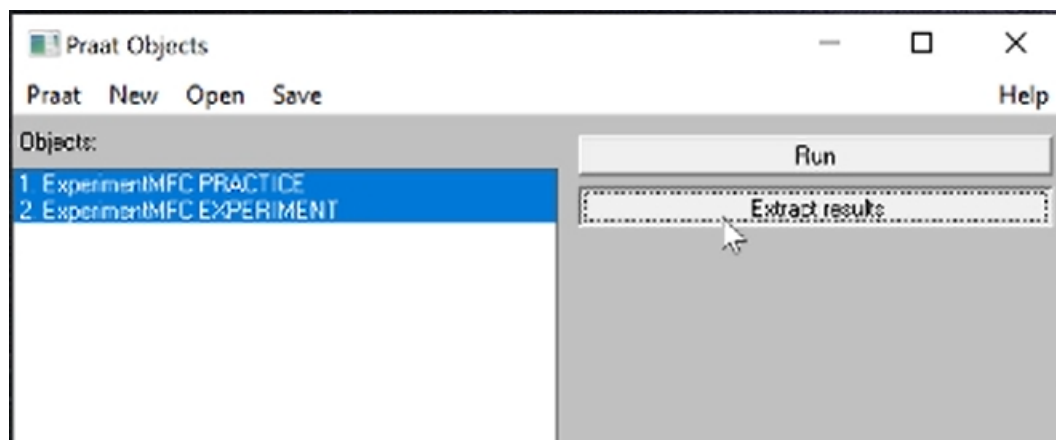 Praat Objects
Praat New Open Save Help
Objects:
1. ExperimentMFC PRACTICE
2. ExperimentMFC EXPERIMENT
Run
Extract results